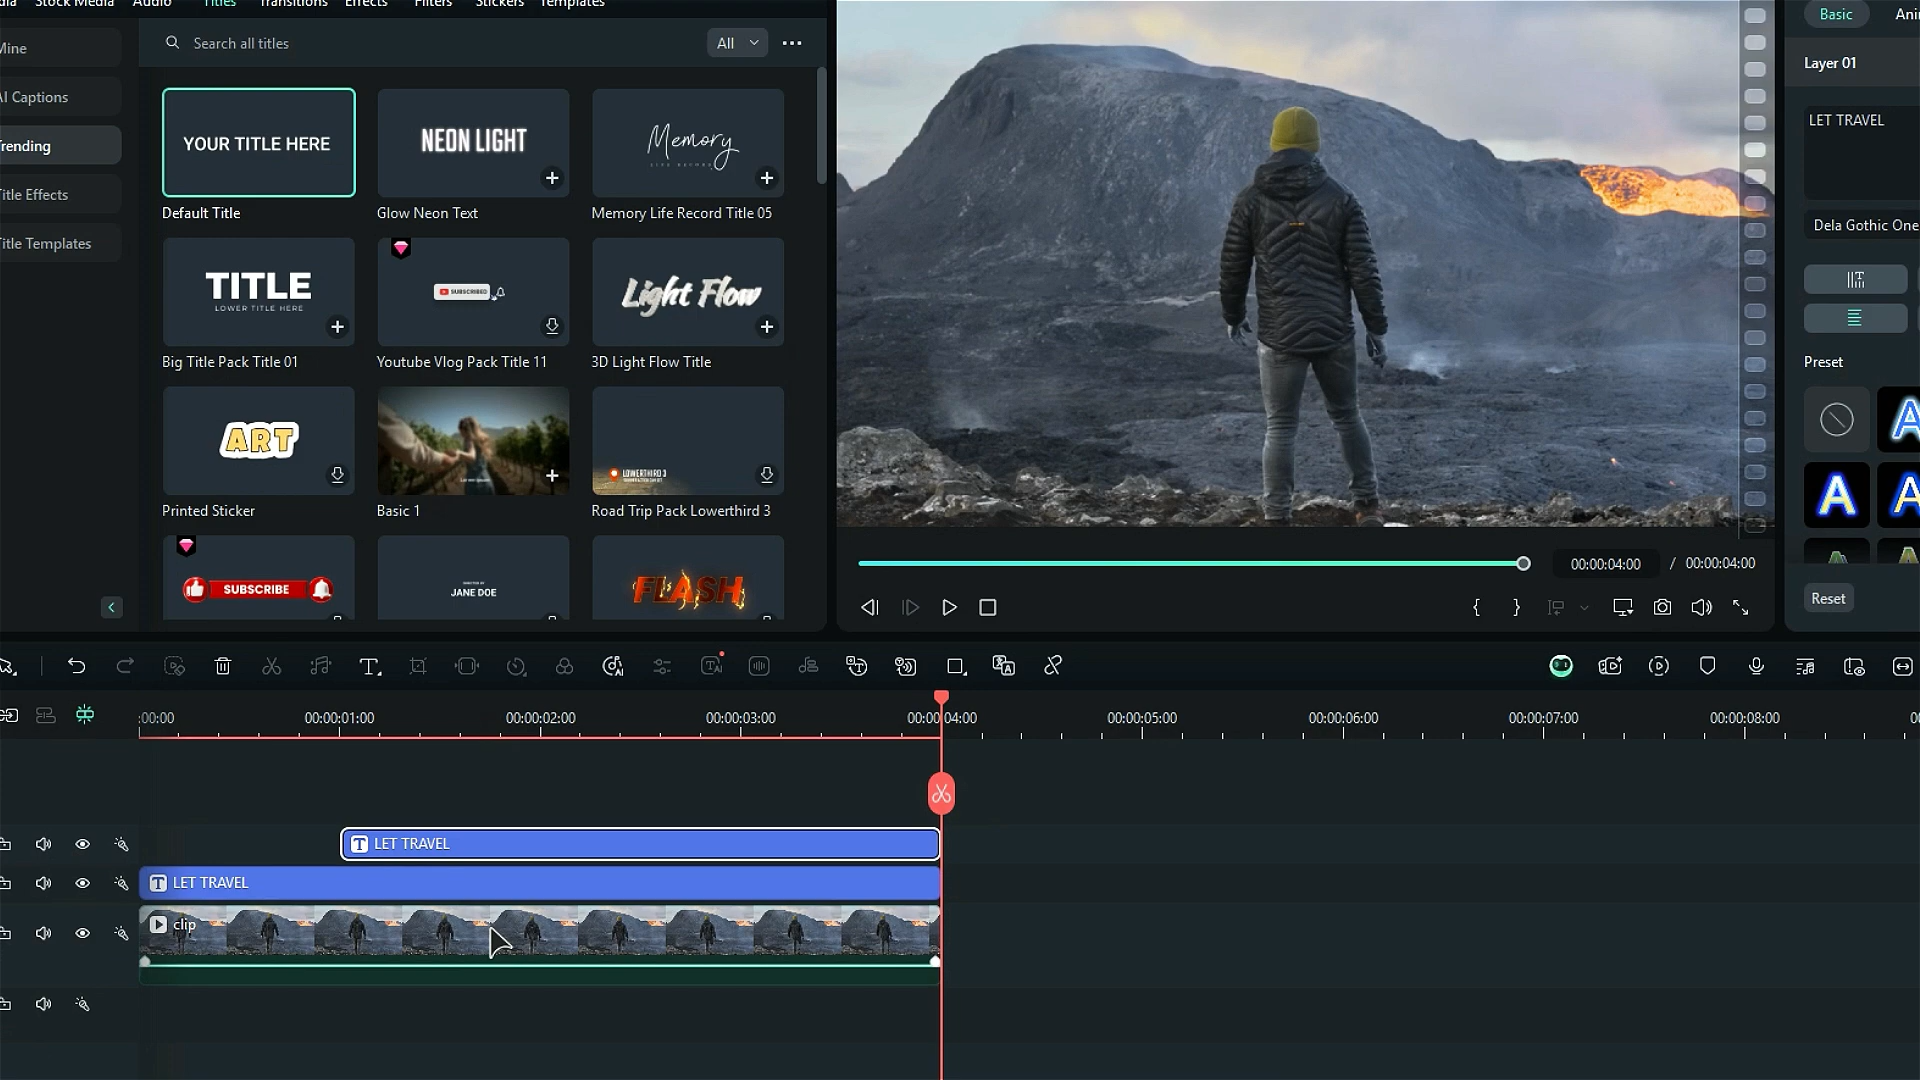 Stock Media Audio Titles Transitions Effects Filters Stickers Templates
Mine
AI Captions
Trending
Title Effects
Title Templates
Search all titles
All
YOUR TITLE HERE
Default Title
NEON LIGHT
Glow Neon Text
Memory
LIFE RECORD
Memory Life Record Title 05
TITLE
LOWER TITLE HERE
Big Title Pack Title 01
SUBSCRIBED
Youtube Vlog Pack Title 11
Light Flow
3D Light Flow Title
ART
Printed Sticker
Basic 1
LOWERTHIRD 3
Road Trip Pack Lowerthird 3
SUBSCRIBE
JANE DOE
FLASH
00:00:04:00 / 00:00:04:00
Basic
Layer 01
LET TRAVEL
Dela Gothic One
Preset
A
A
A
Reset
:00:00 00:00:01:00 00:00:02:00 00:00:03:00 00:00:04:00 00:00:05:00 00:00:06:00 00:00:07:00 00:00:08:00
LET TRAVEL
LET TRAVEL
clip